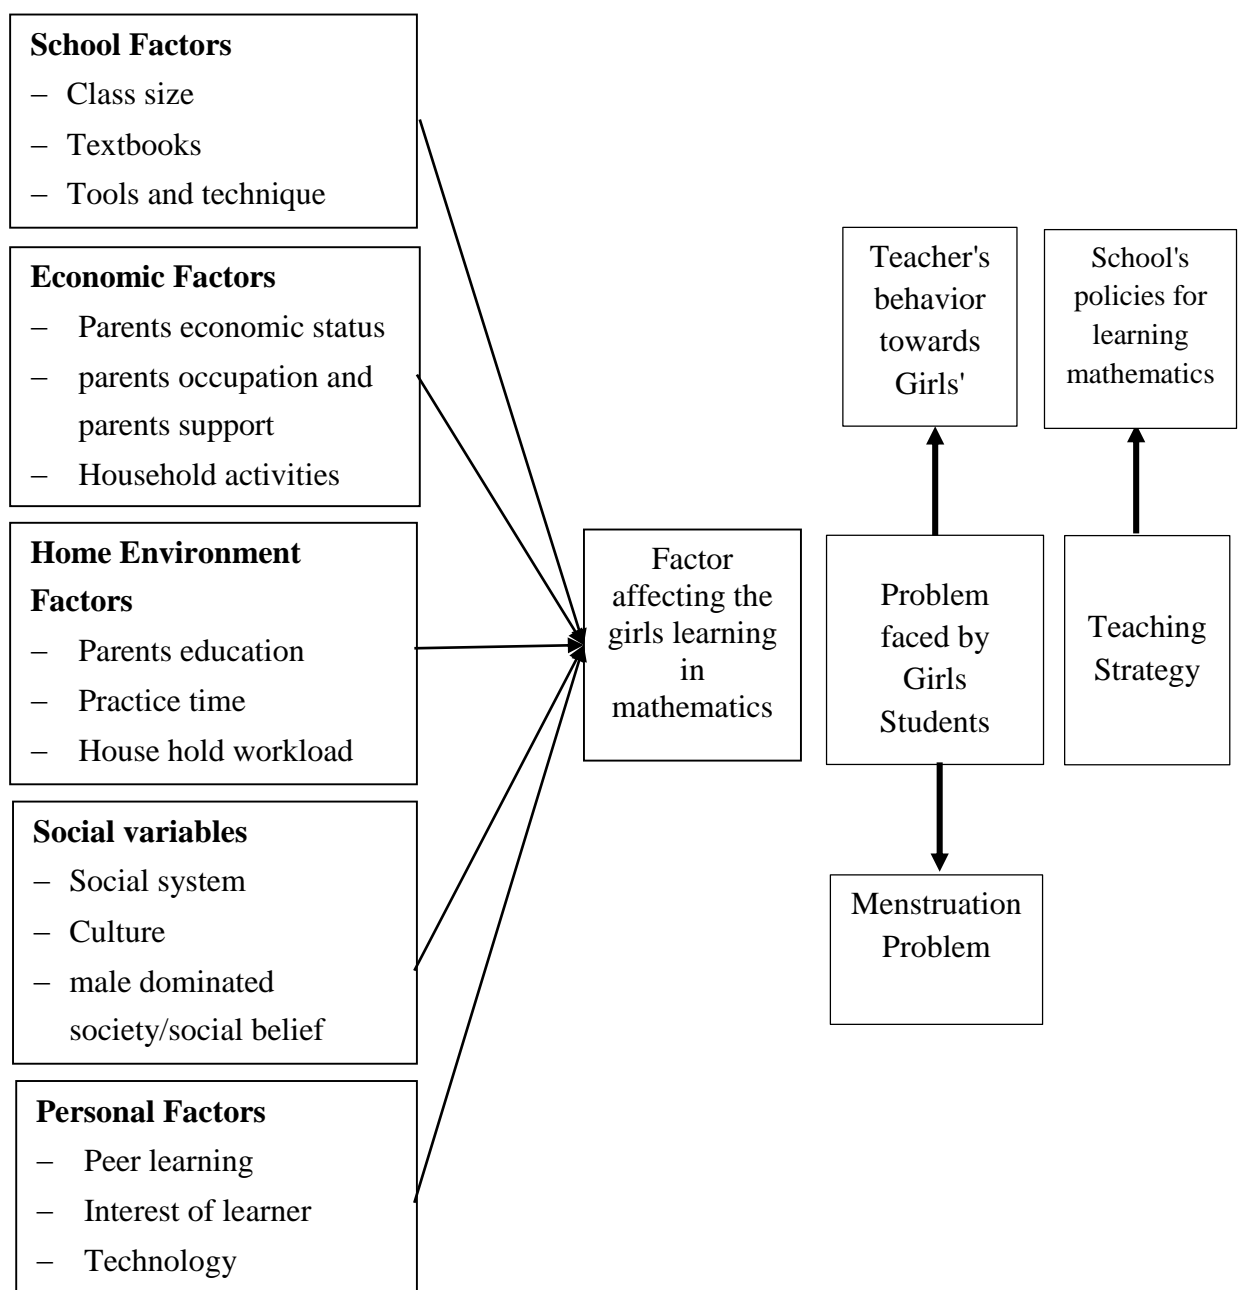 School Factors
– Class size
– Textbooks
– Tools and technique
Economic Factors
– Parents economic status
– parents occupation and
parents support
– Household activities
Home Environment
Factors
– Parents education
– Practice time
– House hold workload
Social variables
– Social system
– Culture
– male dominated
society/social belief
Personal Factors
– Peer learning
– Interest of learner
– Technology
Factor
affecting the
girls learning
in
mathematics
Teacher's
behavior
towards
Girls'
School's
policies for
learning
mathematics
Problem
faced by
Girls
Students
Teaching
Strategy
Menstruation
Problem